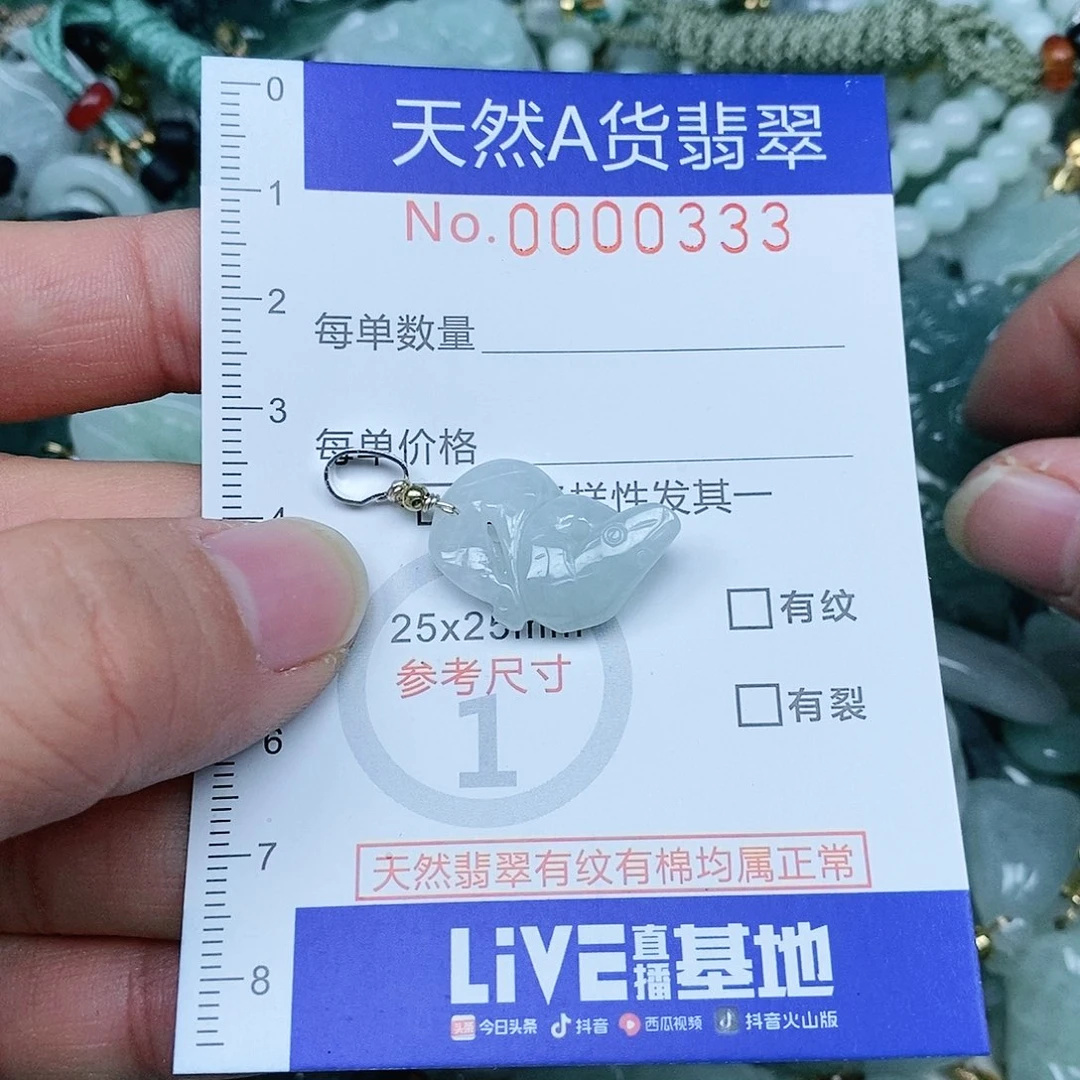 0
天然A货翡翠
1
No.0000333
2
每单数量
3
每单价格
样性发其一
4
25x25mm
有纹
参考尺寸
1
有裂
6
7
天然翡翠有纹有棉均属正常
8
LiVE直播基地
头条 今日头条 抖音 西瓜视频 抖音火山版